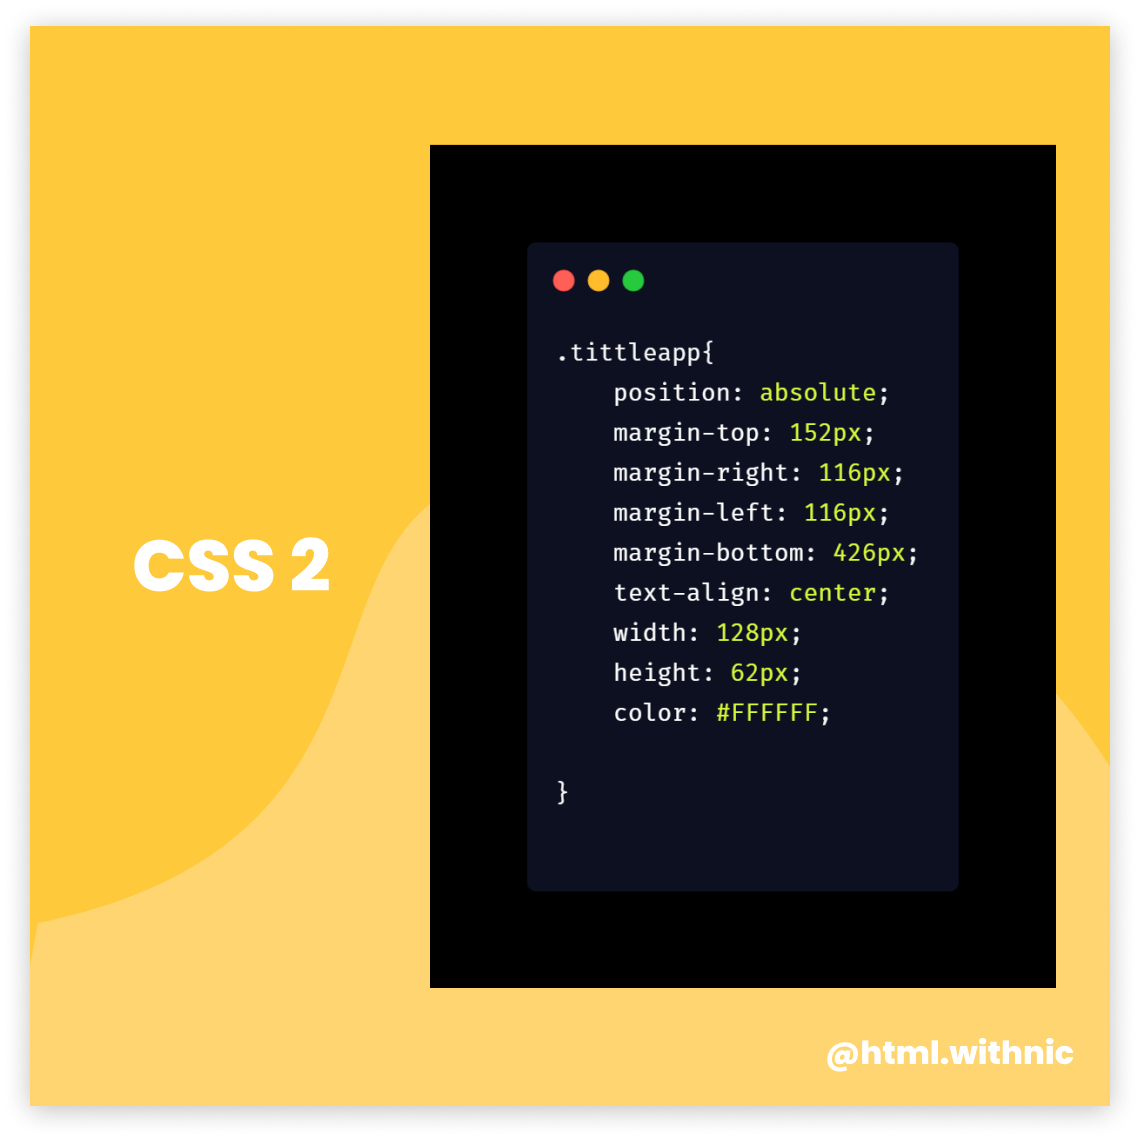 CSS 2
.tittleapp{
    position: absolute;
    margin-top: 152px;
    margin-right: 116px;
    margin-left: 116px;
    margin-bottom: 426px;
    text-align: center;
    width: 128px;
    height: 62px;
    color: #FFFFFF;
}
@html.withnic